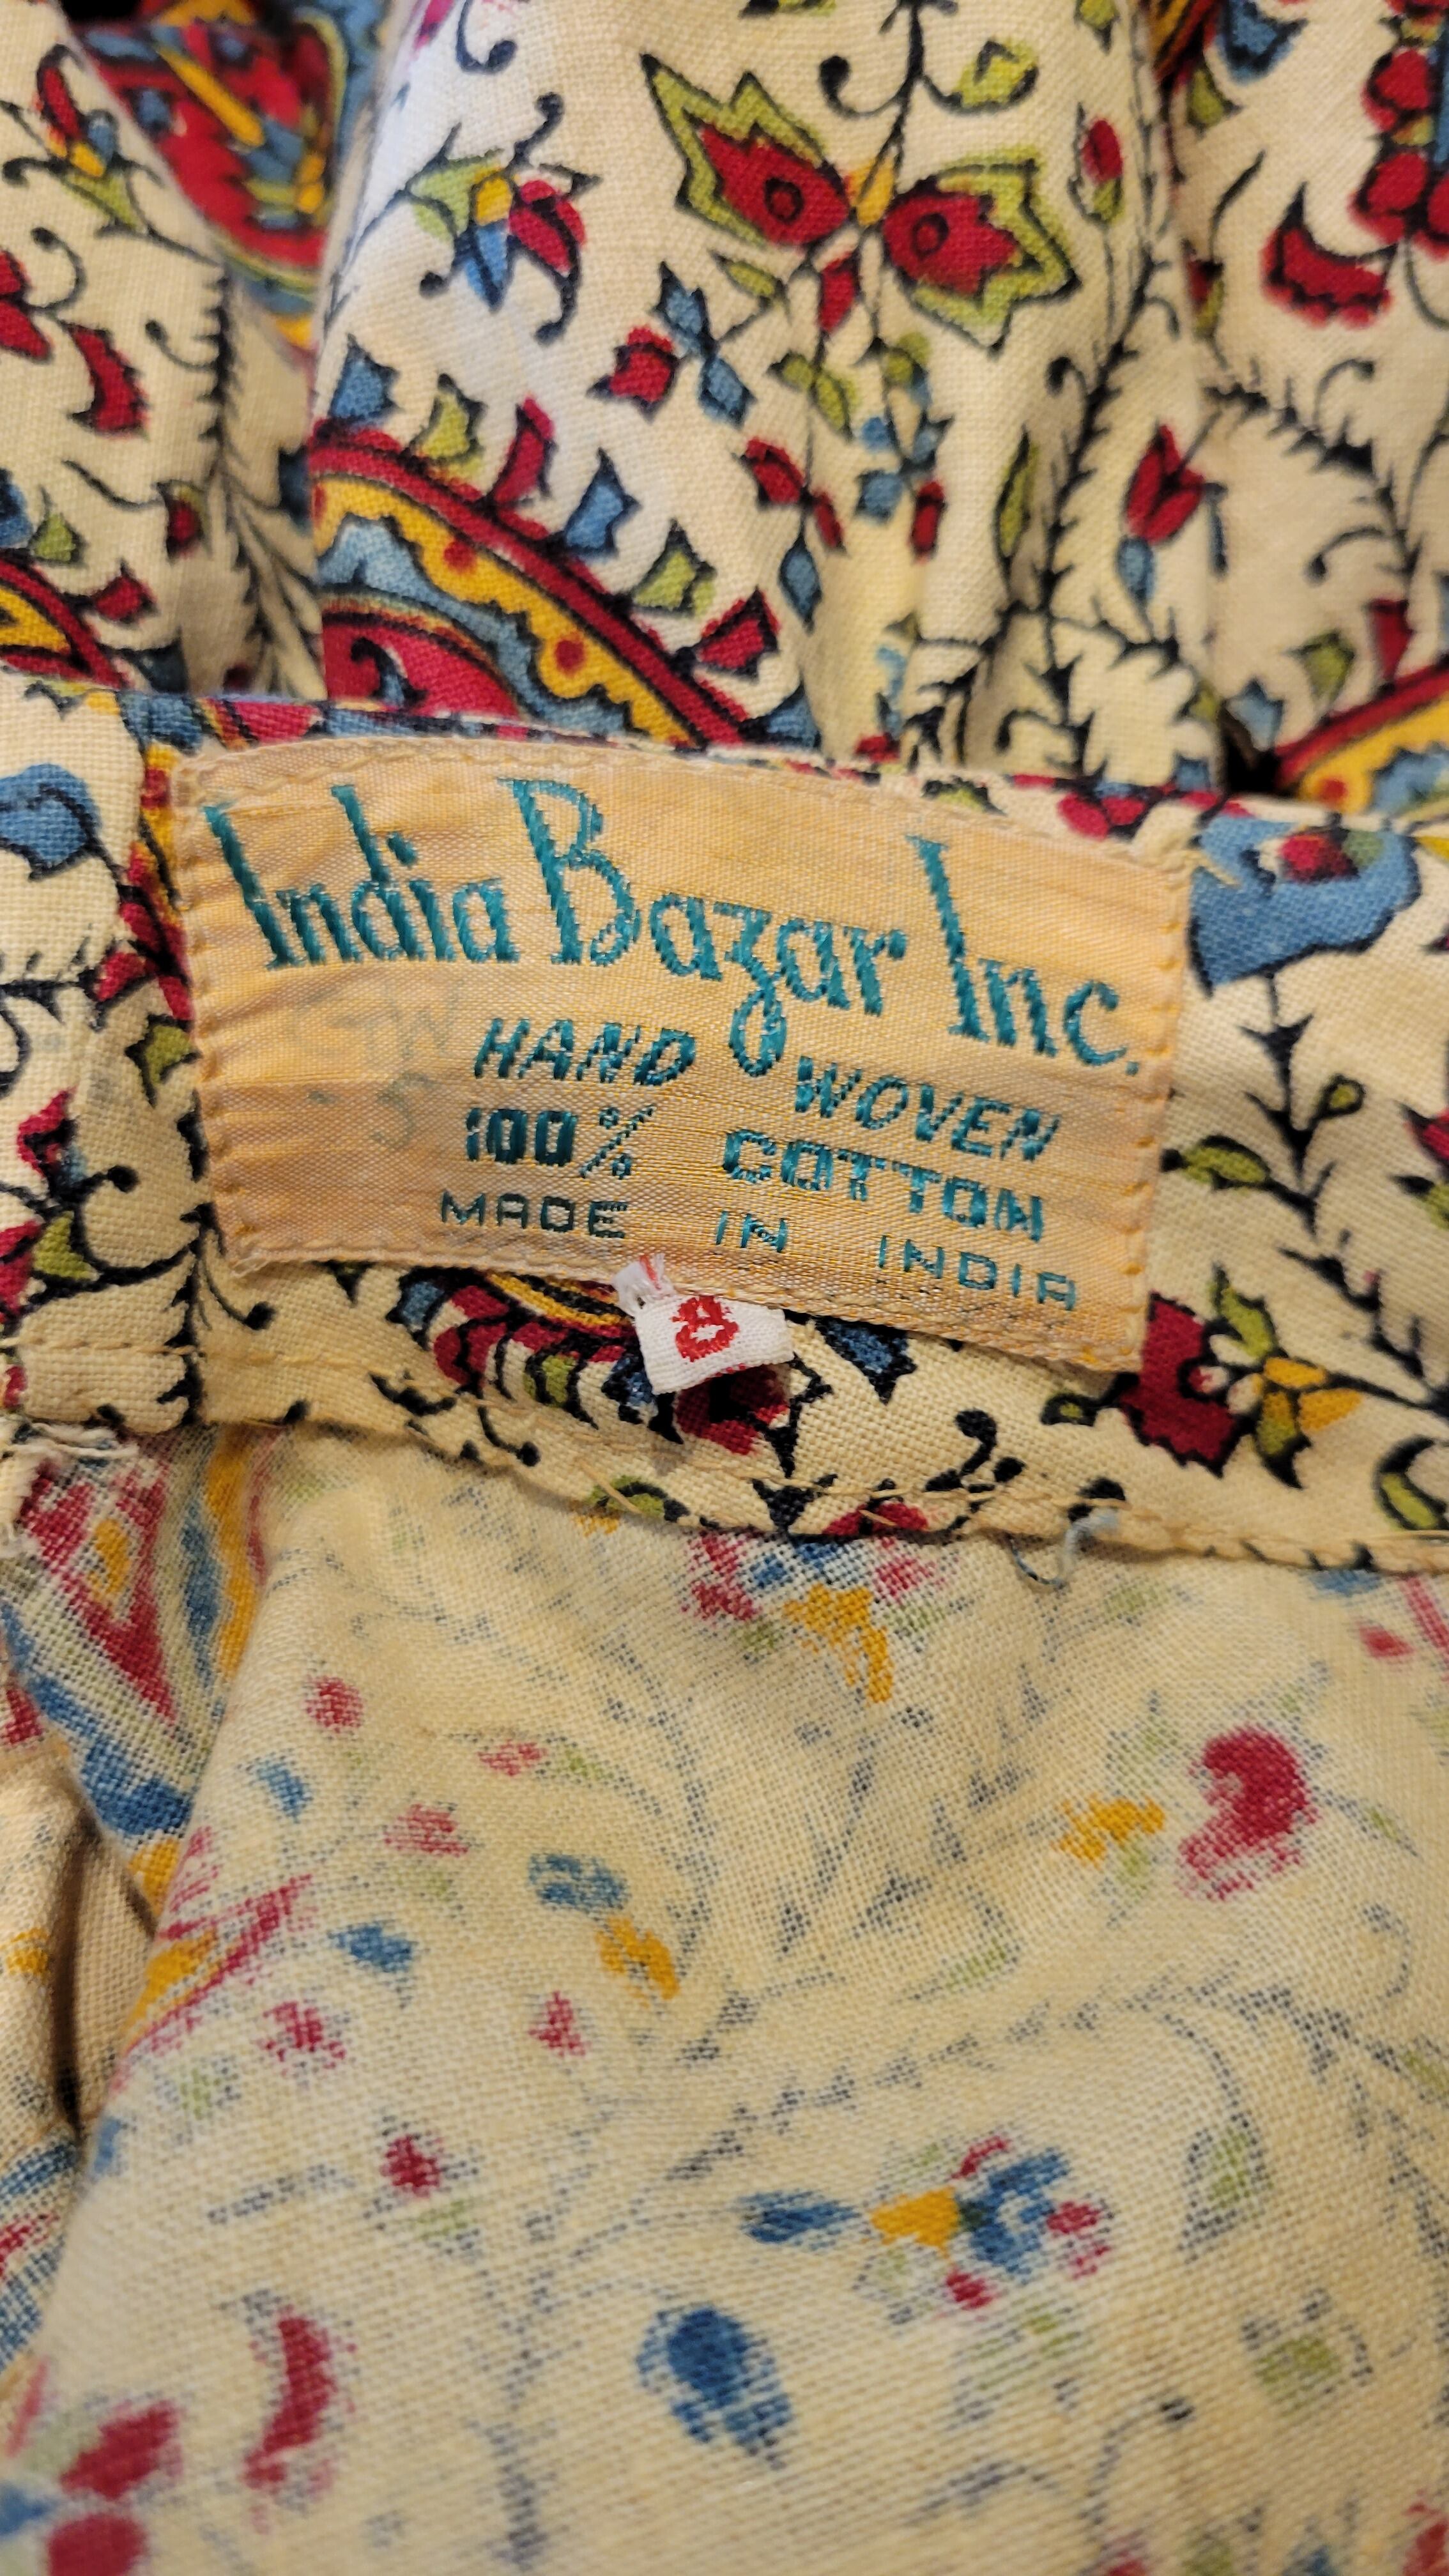 India Bazar Inc.
HAND WOVEN
100% COTTON
MADE IN INDIA
8